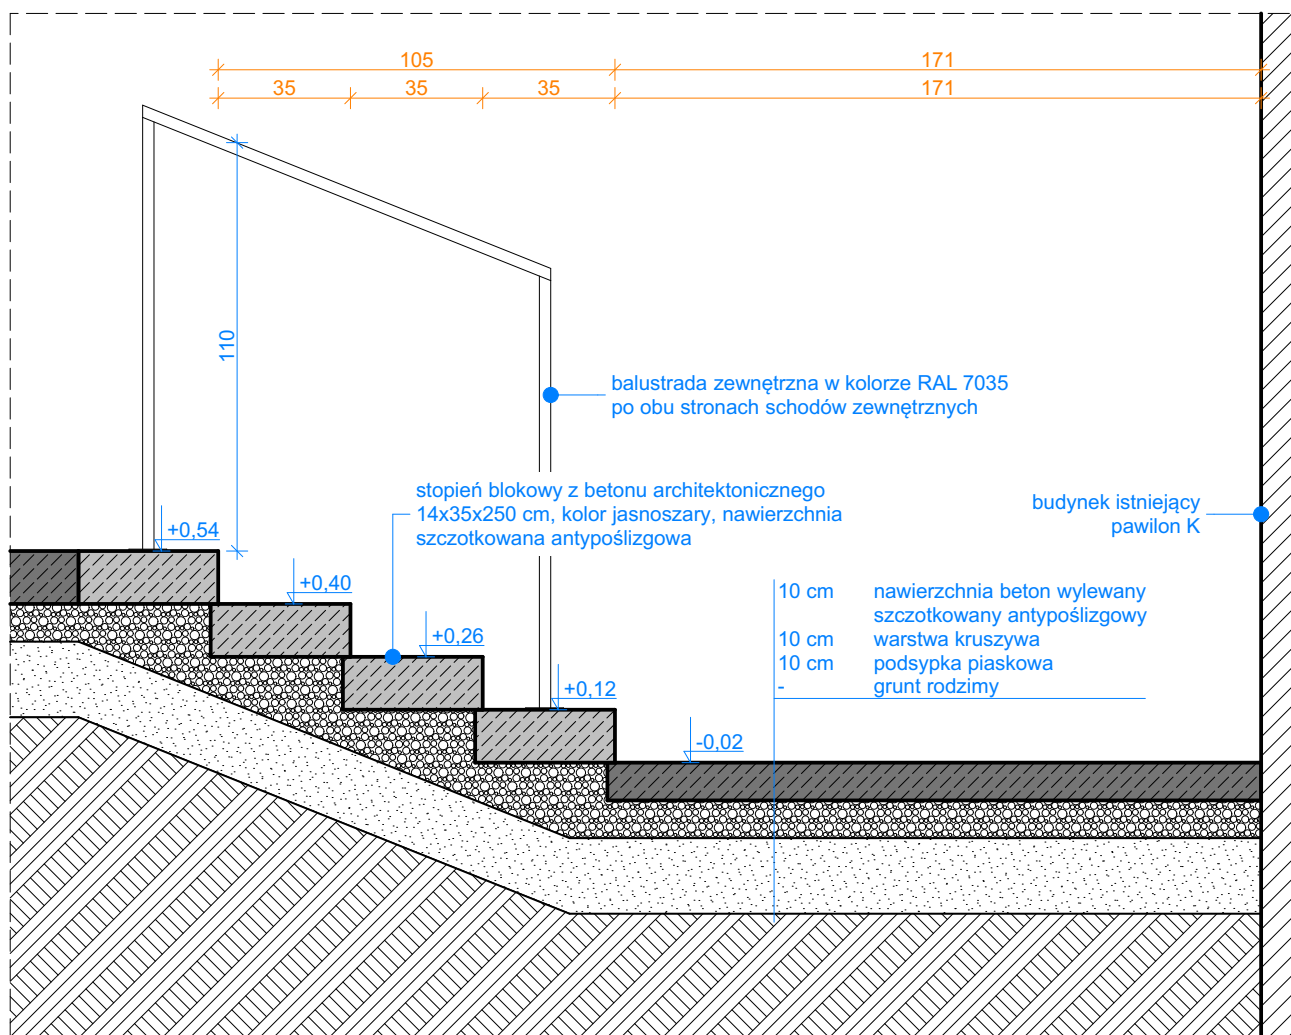 105 171
35 35 35 171
110
balustrada zewnętrzna w kolorze RAL 7035
po obu stronach schodów zewnętrznych
stopień blokowy z betonu architektonicznego
14x35x250 cm, kolor jasnoszary, nawierzchnia
szczotkowana antypoślizgowa
budynek istniejący
pawilon K
+0,54
+0,40
+0,26
+0,12
-0,02
10 cm nawierzchnia beton wylewany
szczotkowany antypoślizgowy
10 cm warstwa kruszywa
10 cm podsypka piaskowa
- grunt rodzimy